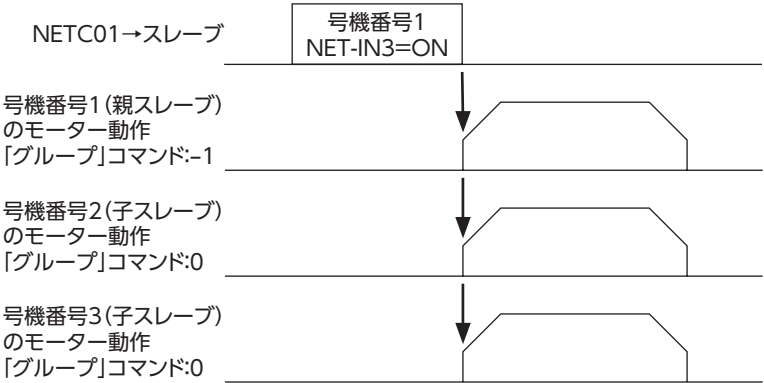 NETC01→スレーブ
号機番号1
NET-IN3=ON
号機番号1(親スレーブ)
のモーター動作
「グループ」コマンド:–1
号機番号2(子スレーブ)
のモーター動作
「グループ」コマンド:0
号機番号3(子スレーブ)
のモーター動作
「グループ」コマンド:0